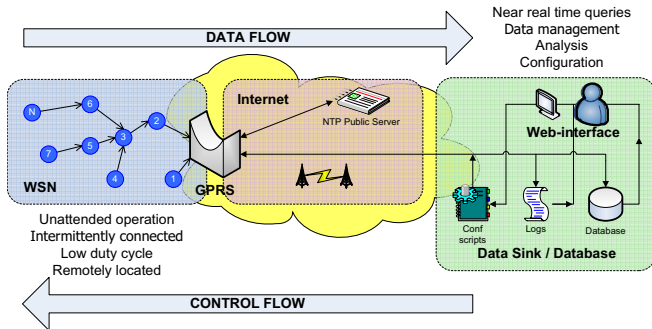 Near real time queries
Data management
Analysis
Configuration
DATA FLOW
Internet
NTP Public Server
Web-interface
N
6
2
3
7
5
4
1
WSN
GPRS
Conf
scripts
Logs
Database
Data Sink / Database
Unattended operation
Intermittently connected
Low duty cycle
Remotely located
CONTROL FLOW